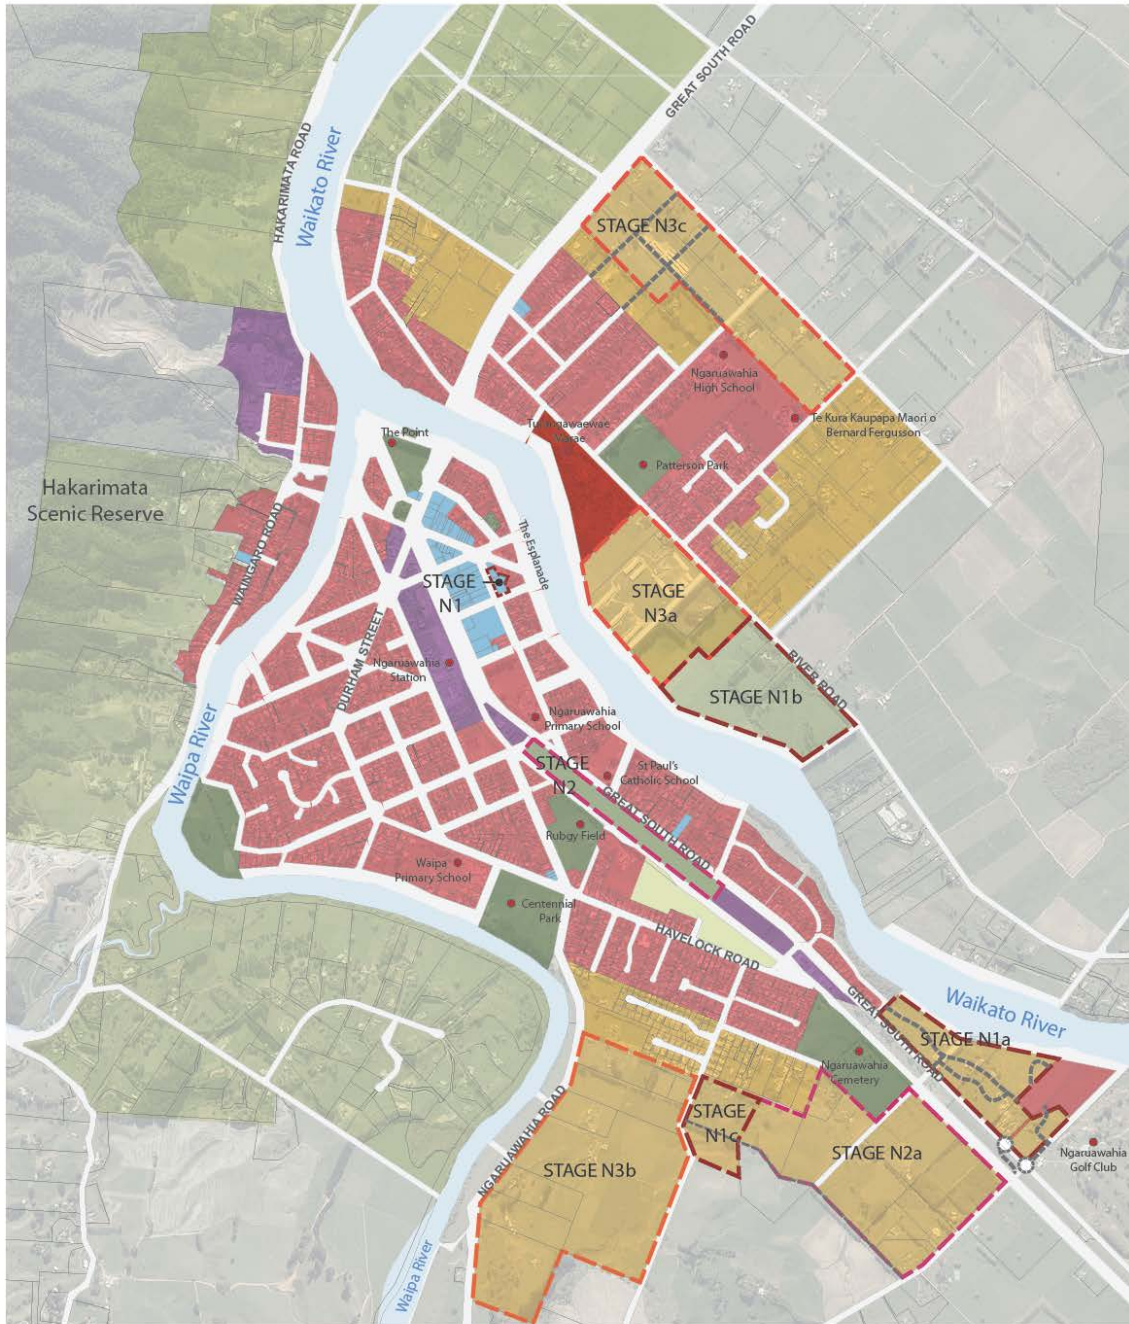 GREAT SOUTH ROAD
HAKARIMATA ROAD
Waikato River
STAGE N3c
Ngaruawahia
High School
Te Kura Kaupapa Maori o
Bernard Fergusson
The Point
Marae
Patterson Park
Hakarimata
Scenic Reserve
WAINGARO ROAD
The Esplanade
STAGE
N1
STAGE
N3a
DURHAM STREET
Ngaruawahia
Station
RIVER ROAD
STAGE N1b
Ngaruawahia
Primary School
Waipa River
STAGE
N2
St Paul's
Catholic School
GREAT SOUTH ROAD
Rubgy Field
Waipa
Primary School
Centennial
Park
HAVELOCK ROAD
GREAT SOUTH ROAD
Waikato River
STAGE N1a
Ngaruawahia
Cemetery
NGARUAWAHIA ROAD
STAGE
N1c
STAGE N2a
Ngaruawahia
Golf Club
STAGE N3b
Waipa River